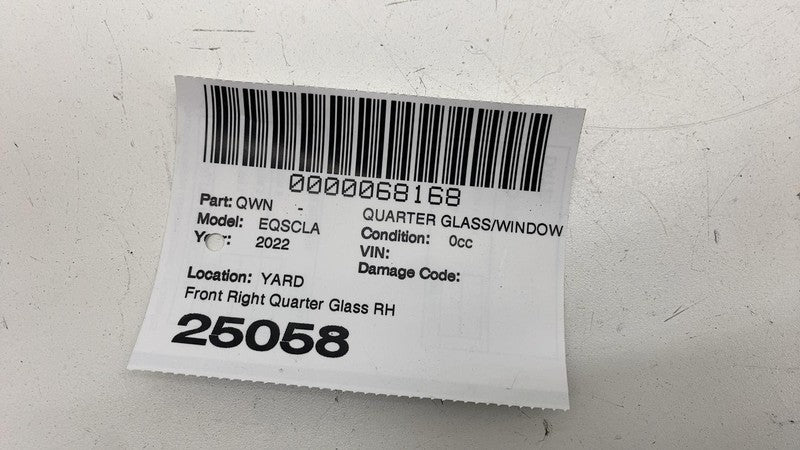 0000068168
Part: QWN - QUARTER GLASS/WINDOW
Model: EQSCLA Condition: 0cc
Year: 2022 VIN:
Damage Code:
Location: YARD
Front Right Quarter Glass RH
25058